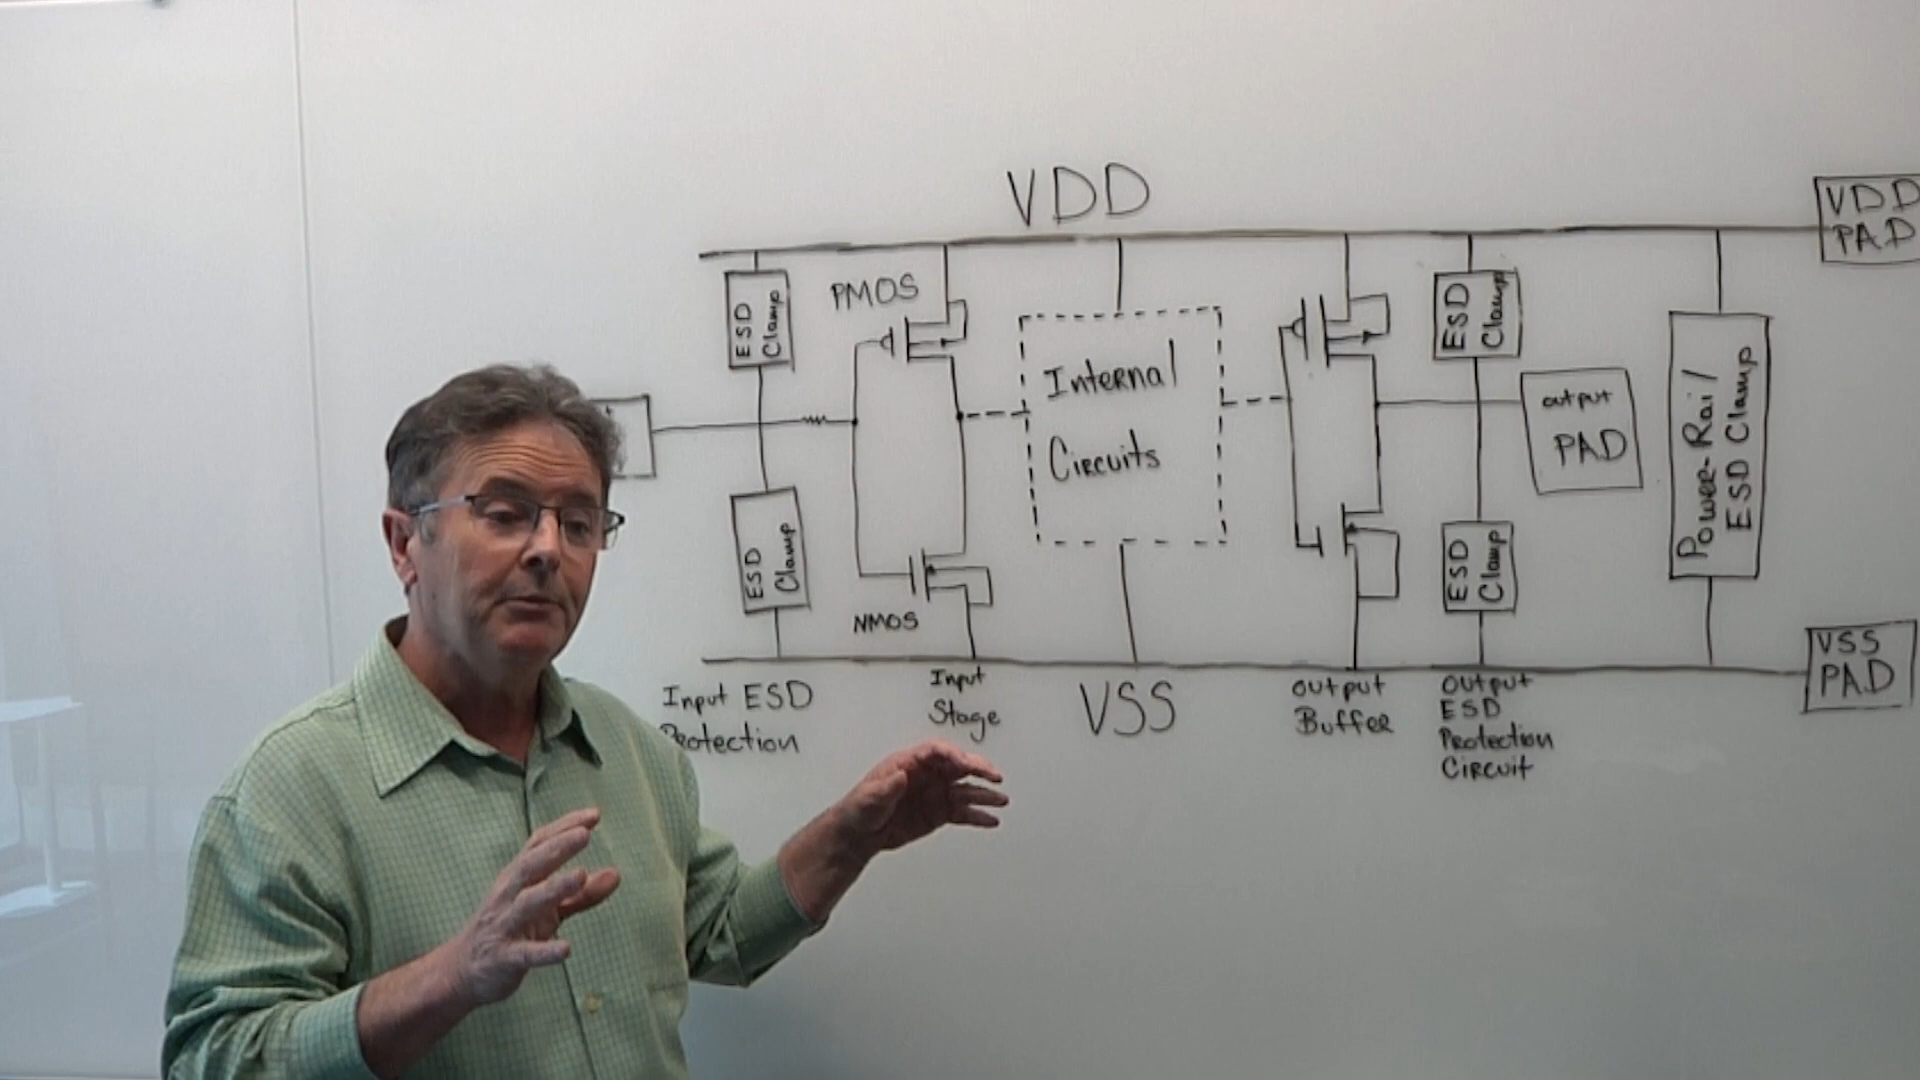 VDD
VDD
PAD
PMOS
ESD
Clamp
ESD
Clamp
Internal
Circuits
output
PAD
Power-Rail
ESD Clamp
ESD
Clamp
ESD
Clamp
NMOS
VSS
PAD
Input ESD
Protection
Input
Stage
VSS
Output
Buffer
Output
ESD
Protection
Circuit